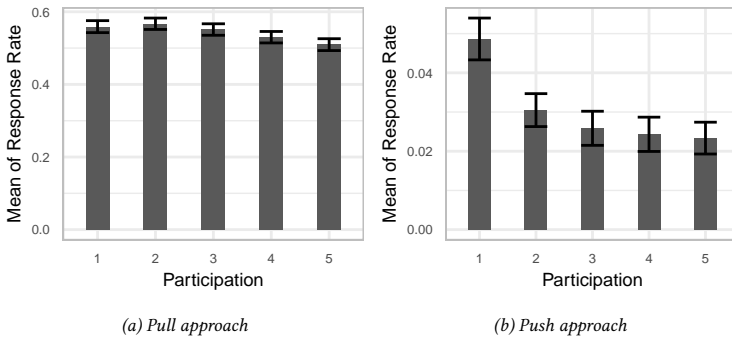 Mean of Response Rate
0.6
0.4
0.2
0.0
1 2 3 4 5
Participation
(a) Pull approach
Mean of Response Rate
0.04
0.02
0.00
1 2 3 4 5
Participation
(b) Push approach